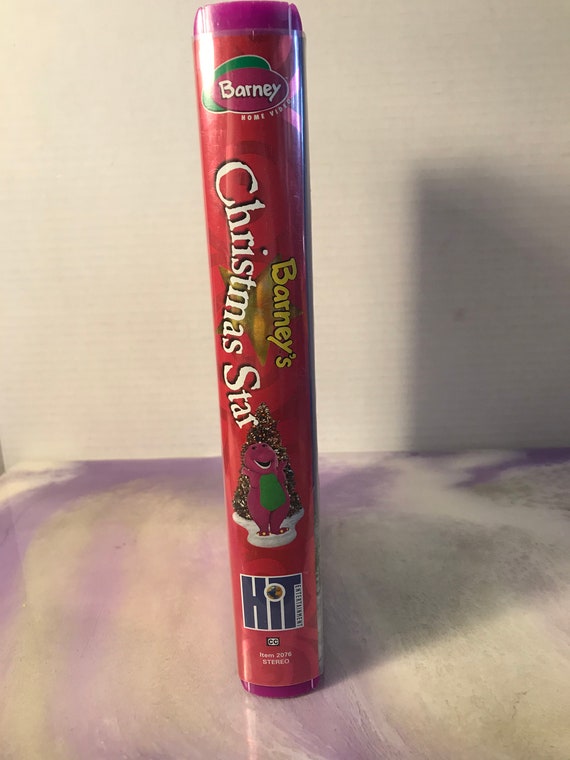 Barney
HOME VIDEO
Barney's
Christmas Star
HiT
ENTERTAINMENT
CC
Item 2076
STEREO